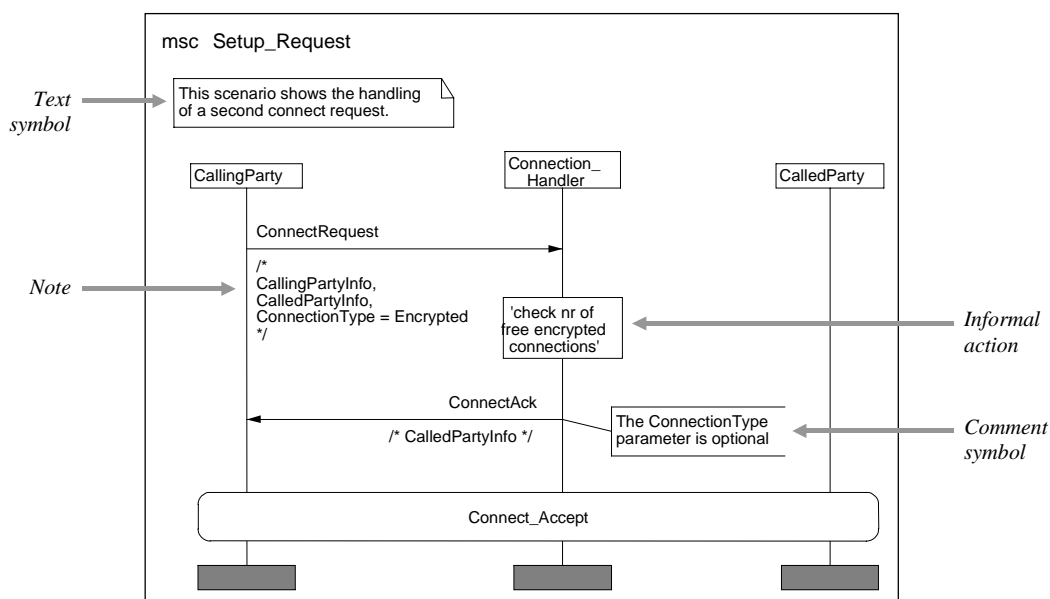 msc Setup_Request
Text
symbol
This scenario shows the handling
of a second connect request.
CallingParty
Connection_
Handler
CalledParty
ConnectRequest
Note
/*
CallingPartyInfo,
CalledPartyInfo,
ConnectionType = Encrypted
*/
'check nr of
free encrypted
connections'
Informal
action
ConnectAck
/* CalledPartyInfo */
The ConnectionType
parameter is optional
Comment
symbol
Connect_Accept